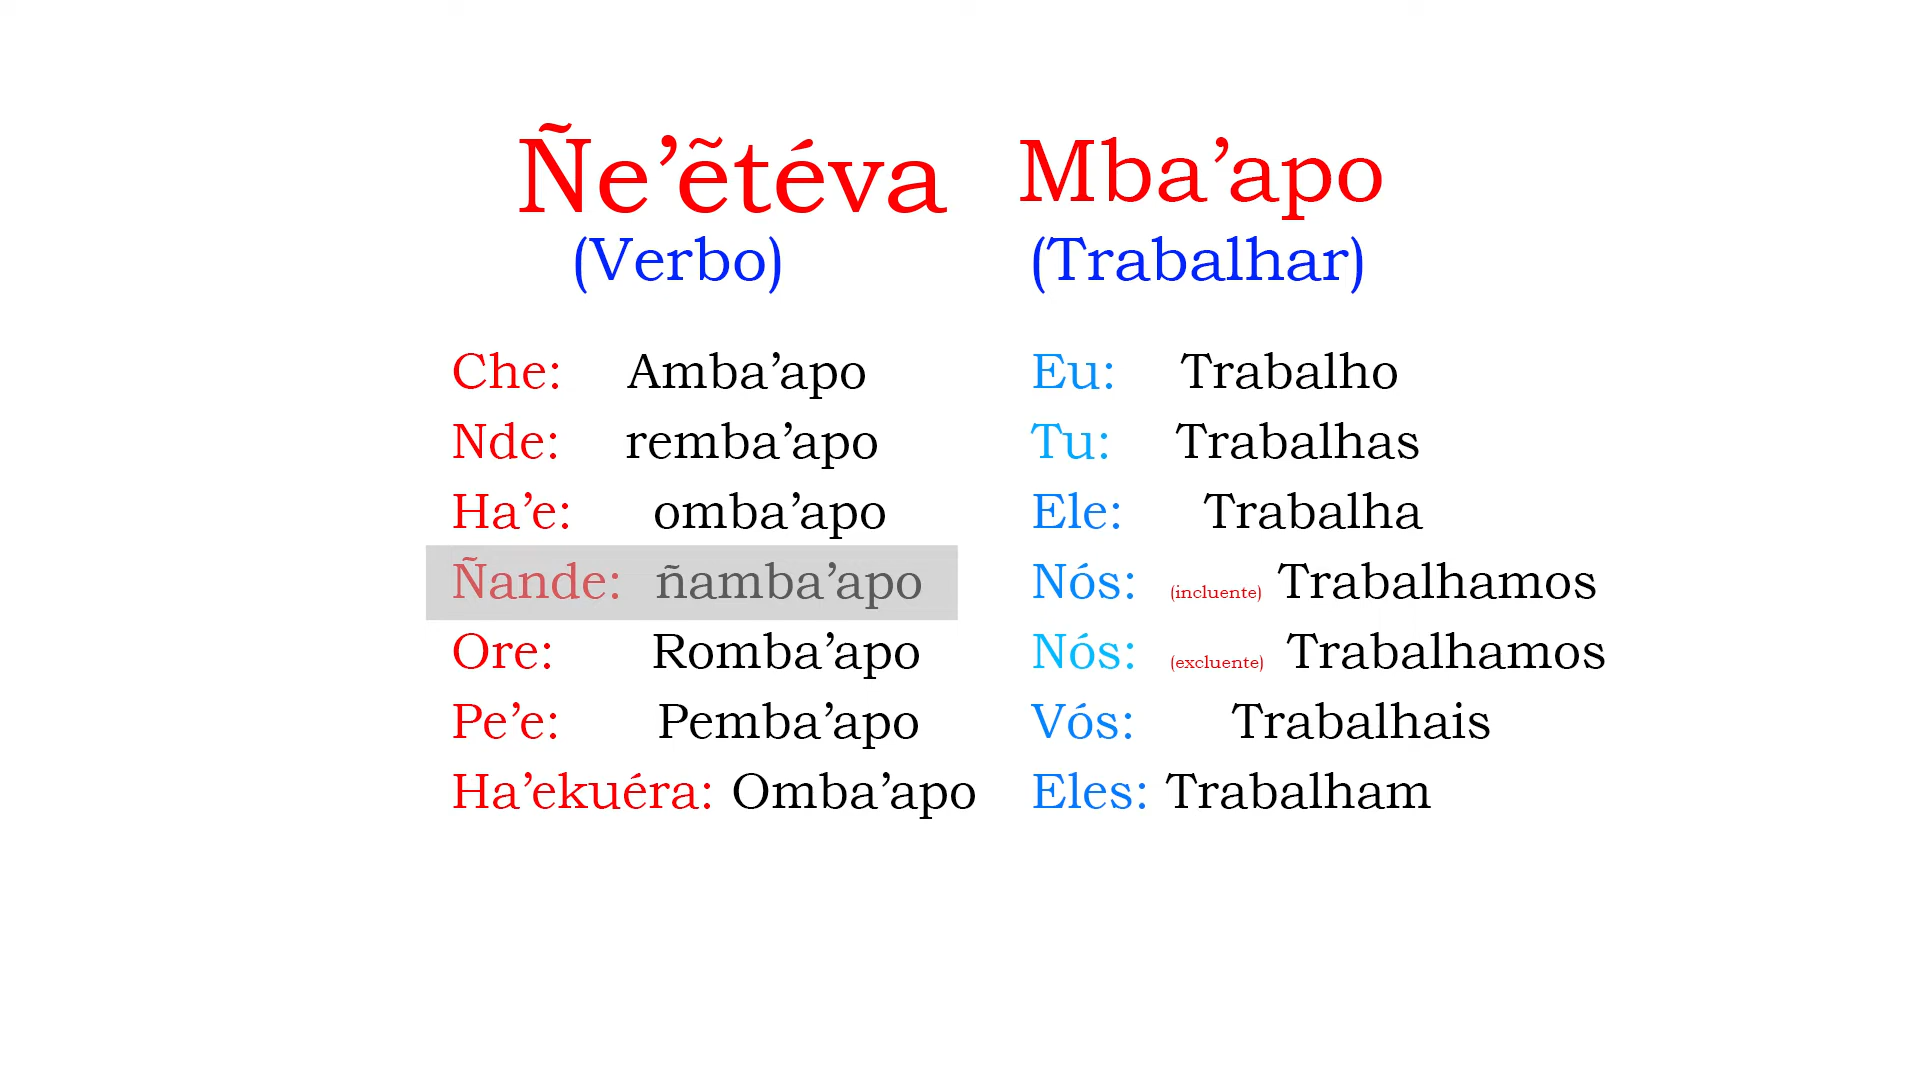 Ñe’ẽtéva Mba’apo
(Verbo) (Trabalhar)
Che: Amba’apo Eu: Trabalho
Nde: remba’apo Tu: Trabalhas
Ha’e: omba’apo Ele: Trabalha
Ñande: ñamba’apo Nós: (incluente) Trabalhamos
Ore: Romba’apo Nós: (excluente) Trabalhamos
Pe’e: Pemba’apo Vós: Trabalhais
Ha’ekuéra: Omba’apo Eles: Trabalham